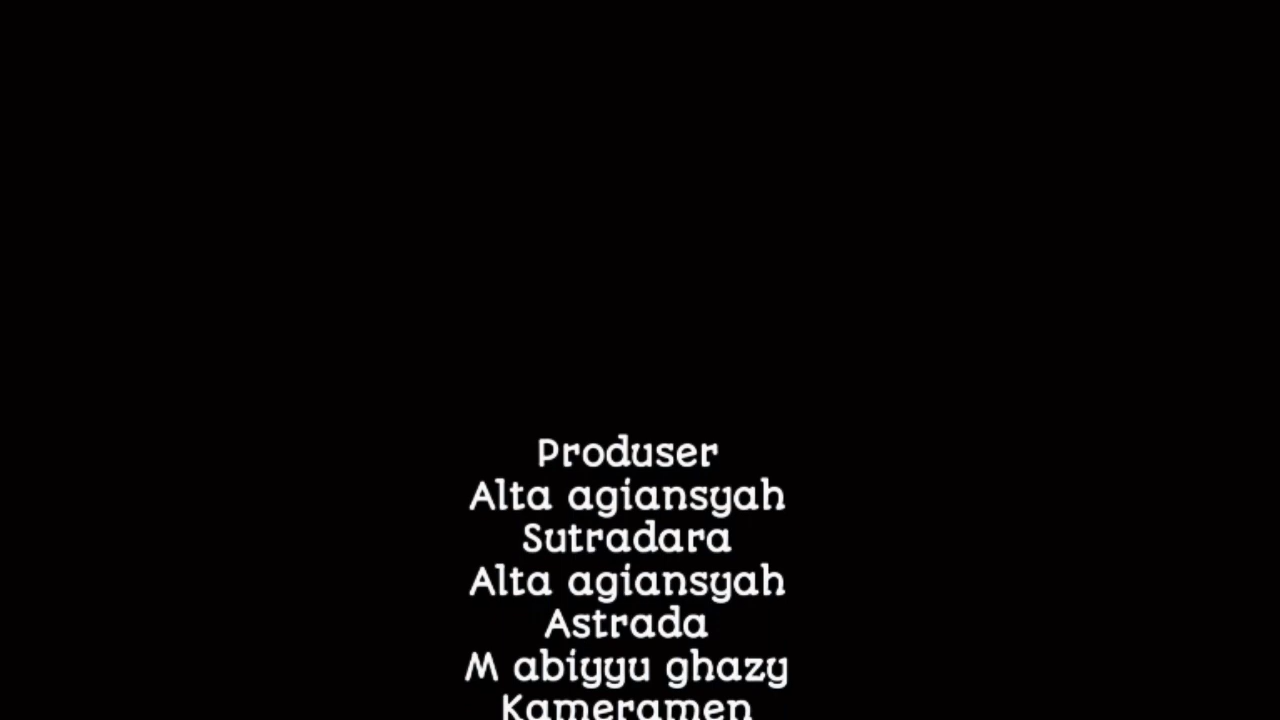 Produser
Alta agiansyah
Sutradara
Alta agiansyah
Astrada
M abiyyu ghazy
Kameramen